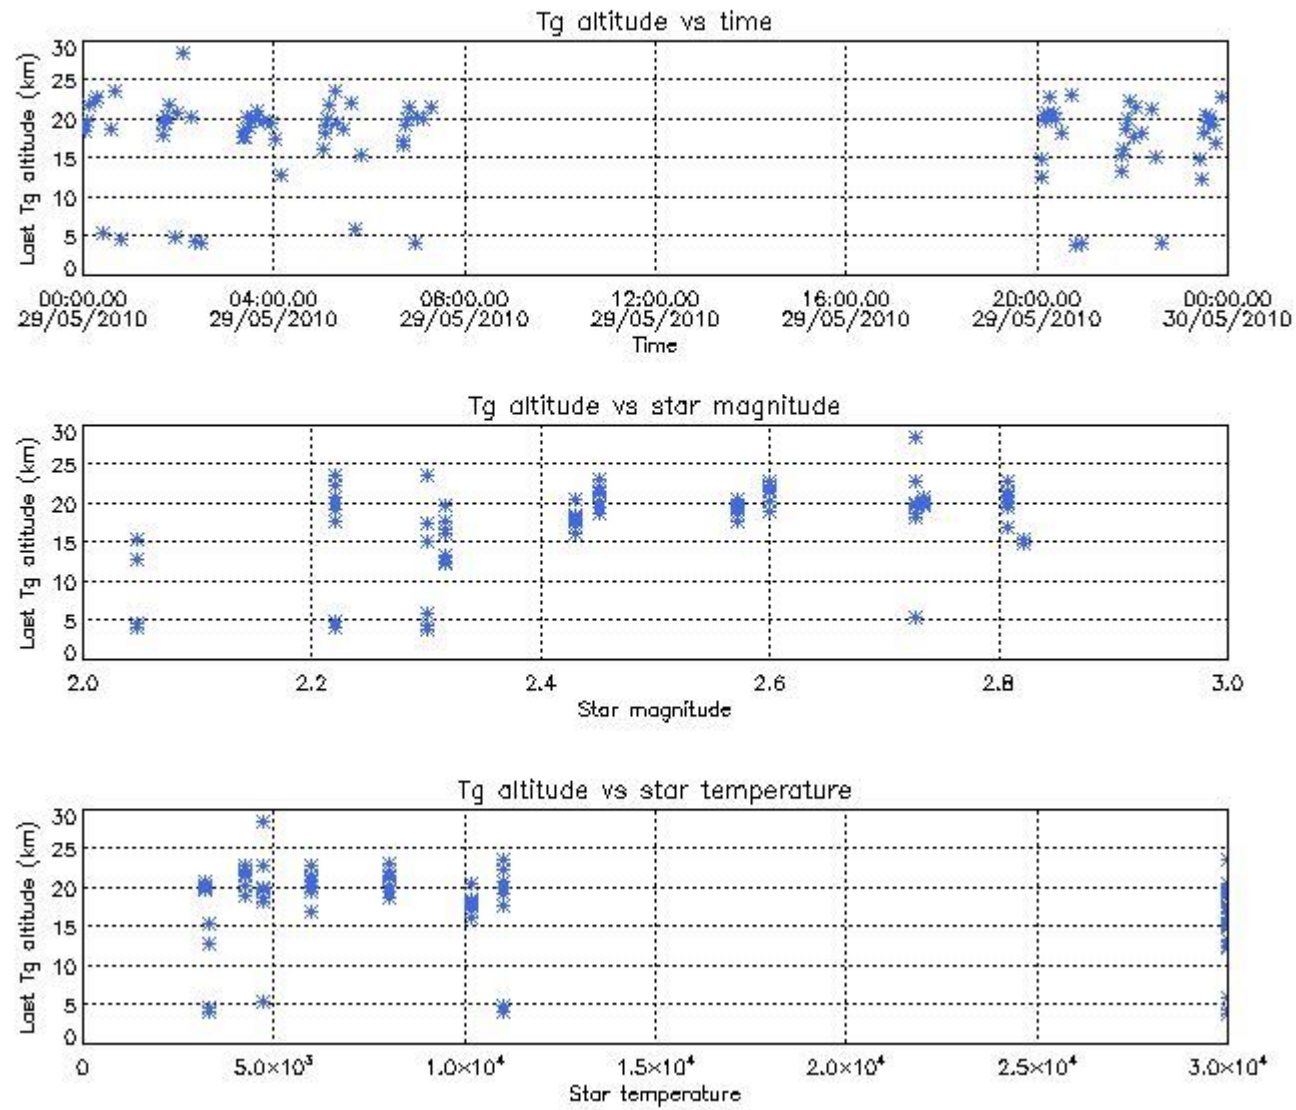 Tg altitude vs time
Last Tg altitude (km)
30
25
20
15
10
5
0
00:00.00 04:00.00 08:00.00 12:00.00 16:00.00 20:00.00 00:00.00
29/05/2010 29/05/2010 29/05/2010 29/05/2010 29/05/2010 29/05/2010 30/05/2010
Time
Tg altitude vs star magnitude
Last Tg altitude (km)
30
25
20
15
10
5
0
2.0 2.2 2.4 2.6 2.8 3.0
Star magnitude
Tg altitude vs star temperature
Last Tg altitude (km)
30
25
20
15
10
5
0
0 5.0×10³ 1.0×10⁴ 1.5×10⁴ 2.0×10⁴ 2.5×10⁴ 3.0×10⁴
Star temperature